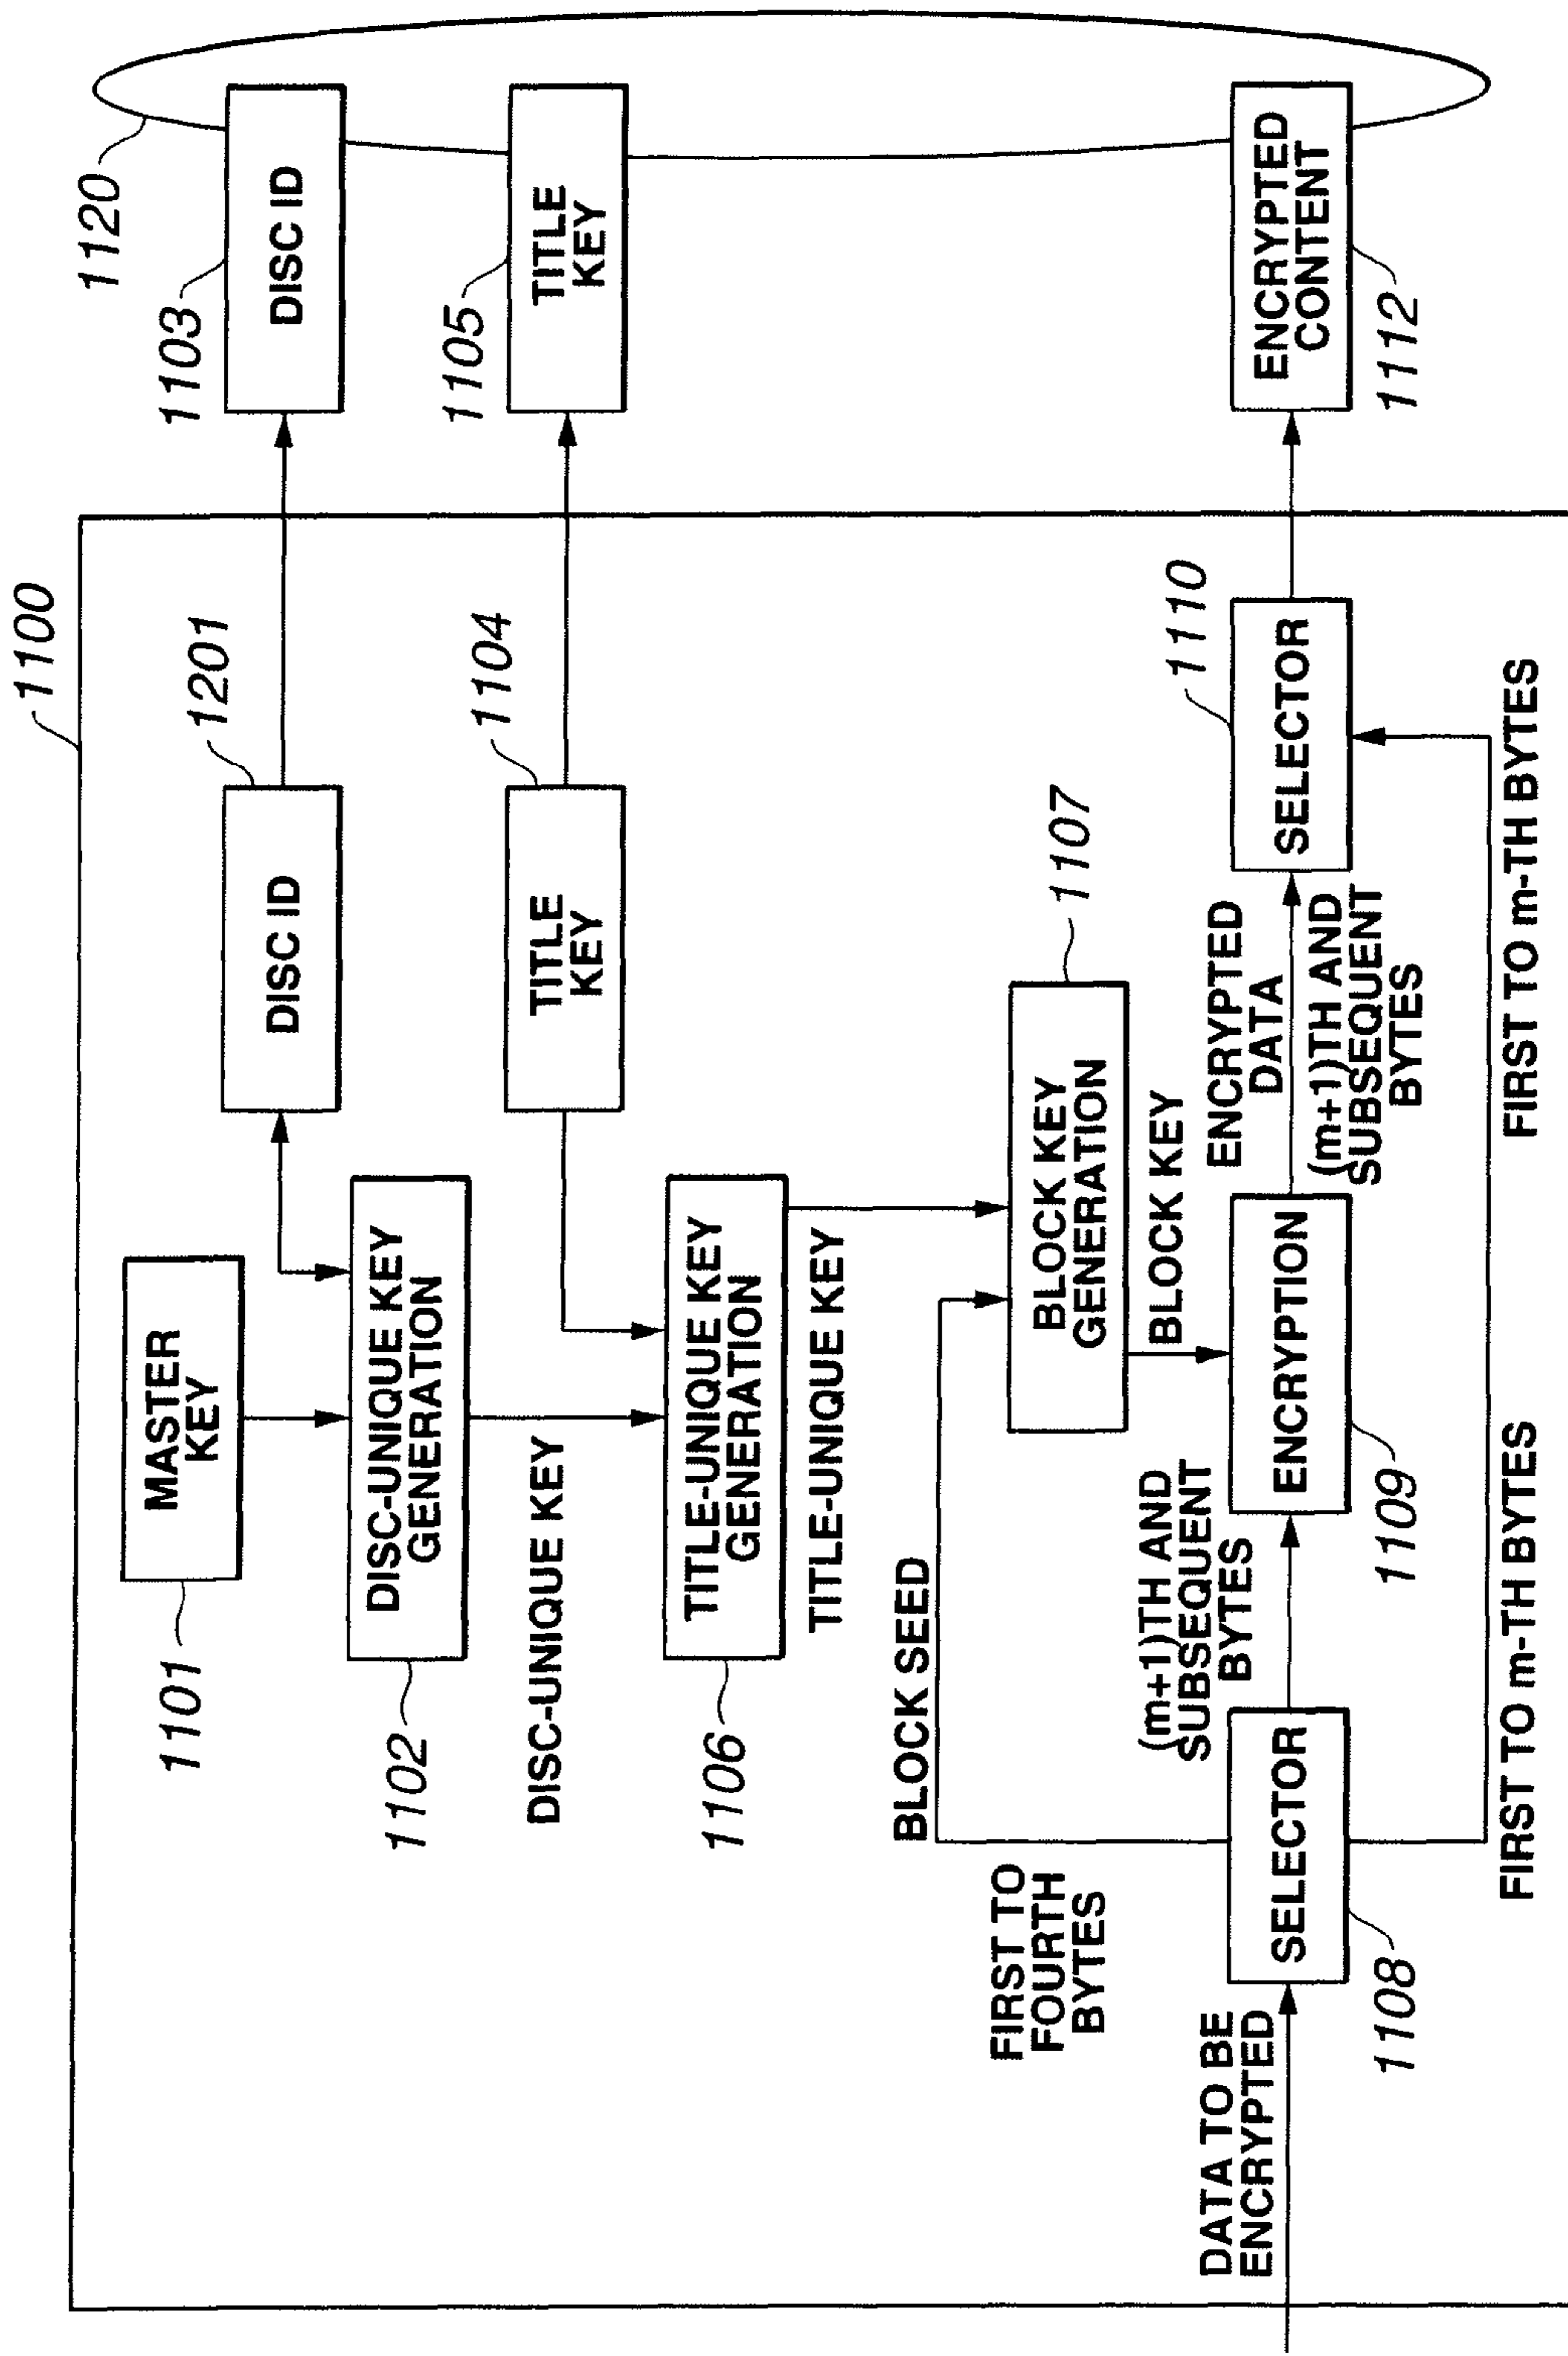 1100
1120
MASTER
KEY
1101
DISC ID
1201
DISC ID
1103
DISC-UNIQUE KEY
GENERATION
1102
DISC-UNIQUE KEY
TITLE
KEY
1104
TITLE
KEY
1105
TITLE-UNIQUE KEY
GENERATION
1106
TITLE-UNIQUE KEY
BLOCK SEED
FIRST TO
FOURTH
BYTES
BLOCK KEY
GENERATION
1107
BLOCK KEY
DATA TO BE
ENCRYPTED
SELECTOR
1108
(m+1)TH AND
SUBSEQUENT
BYTES
ENCRYPTION
1109
ENCRYPTED
DATA
(m+1)TH AND
SUBSEQUENT
BYTES
SELECTOR
1110
ENCRYPTED
CONTENT
1112
FIRST TO m-TH BYTES
FIRST TO m-TH BYTES